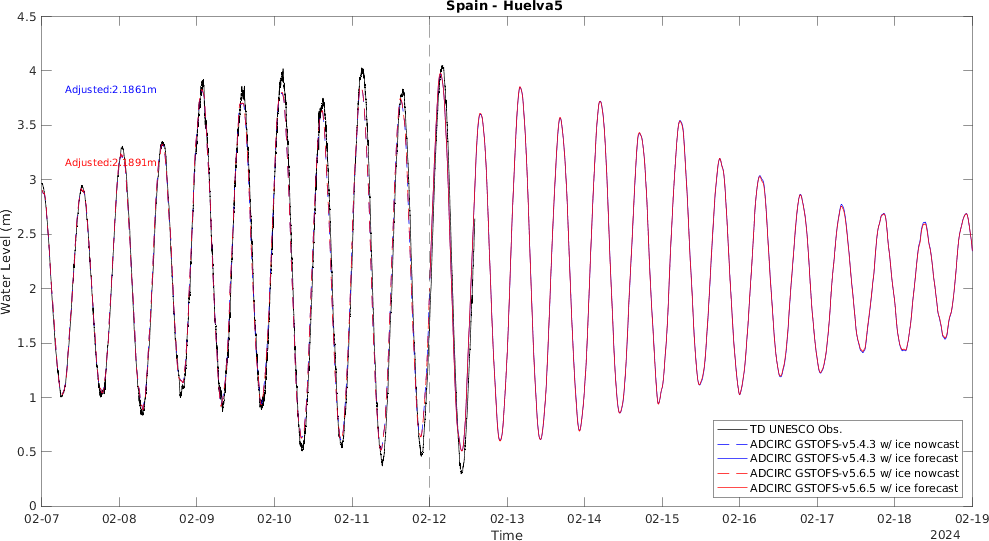 Spain - Huelva5
4.5
4
3.5
3
2.5
2
1.5
1
0.5
0
Water Level (m)
Adjusted:2.1861m
Adjusted:2.1891m
TD UNESCO Obs.
ADCIRC GSTOFS-v5.4.3 w/ ice nowcast
ADCIRC GSTOFS-v5.4.3 w/ ice forecast
ADCIRC GSTOFS-v5.6.5 w/ ice nowcast
ADCIRC GSTOFS-v5.6.5 w/ ice forecast
02-07 02-08 02-09 02-10 02-11 02-12 02-13 02-14 02-15 02-16 02-17 02-18 02-19
Time
2024